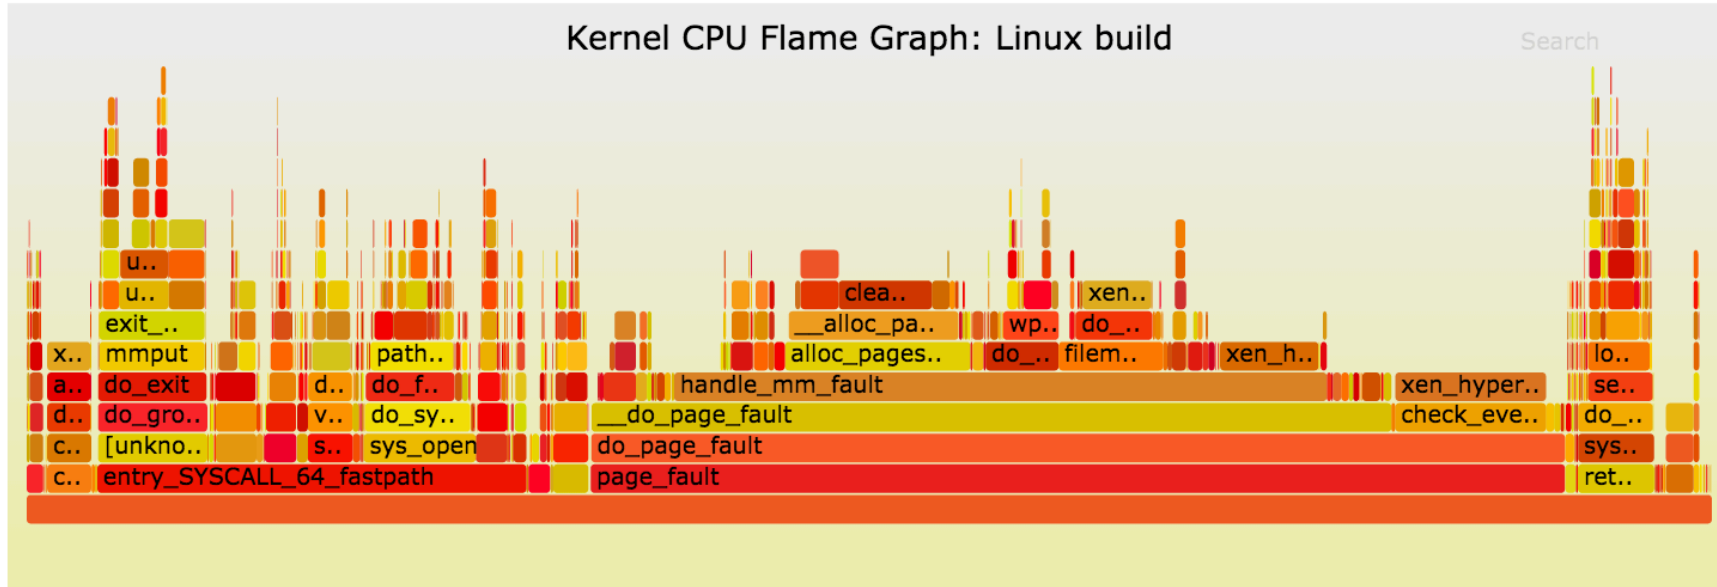 Kernel CPU Flame Graph: Linux build
Search
u..
u.. clea.. xen..
exit_.. __alloc_pa.. wp.. do_..
x.. mmput path.. alloc_pages.. do_.. filem.. xen_h.. lo..
a.. do_exit d.. do_f.. handle_mm_fault xen_hyper.. se..
d.. do_gro.. v.. do_sy.. __do_page_fault check_eve.. do_..
c.. [unkno.. s.. sys_open do_page_fault sys..
c.. entry_SYSCALL_64_fastpath page_fault ret..